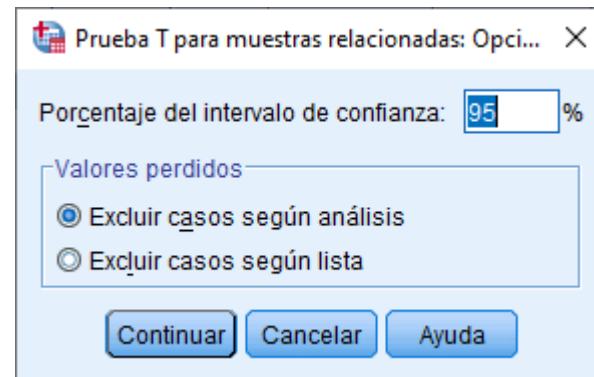 Prueba T para muestras relacionadas: Opci...
Porcentaje del intervalo de confianza: 95 %
Valores perdidos
Excluir casos según análisis
Excluir casos según lista
Continuar Cancelar Ayuda